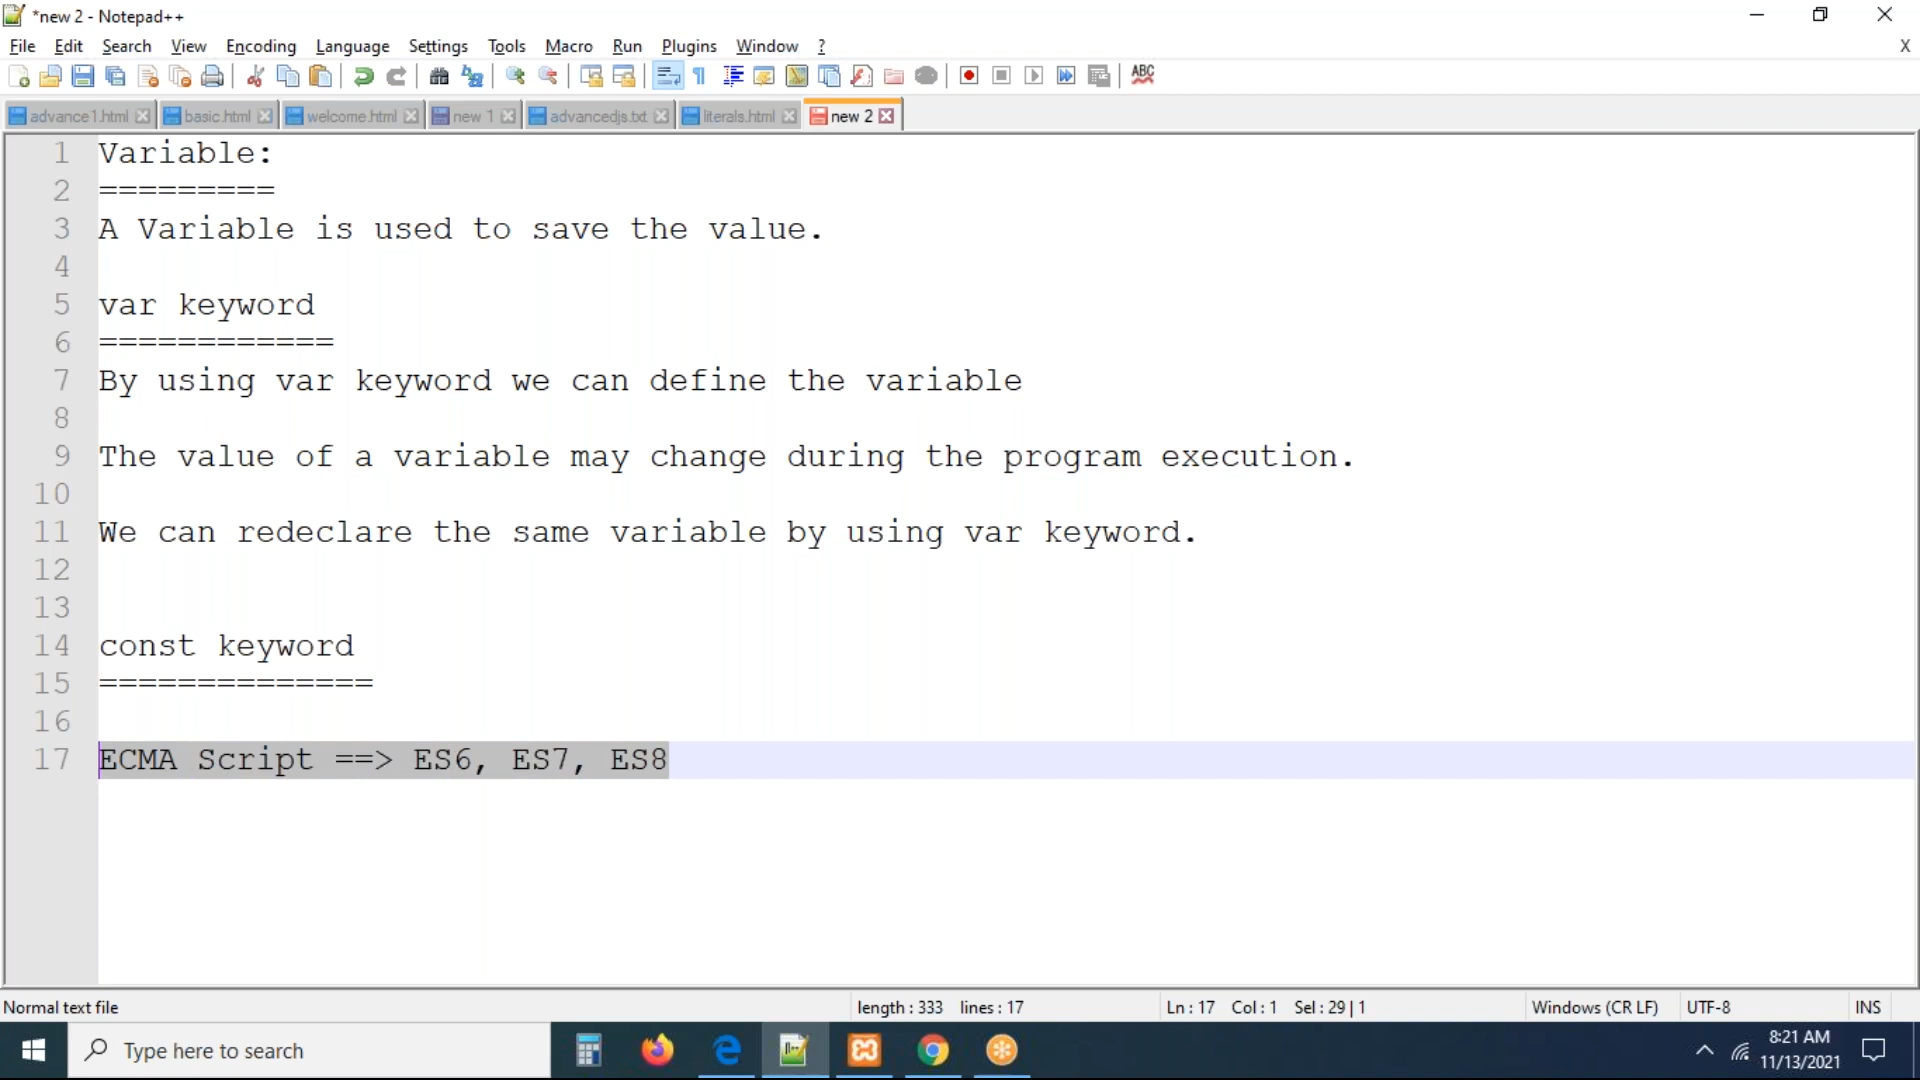 *new 2 - Notepad++
File Edit Search View Encoding Language Settings Tools Macro Run Plugins Window ? X
ABC
advance1.html basic.html welcome.html new 1 advancedjs.txt literals.html new 2
1 Variable:
2 =========
3 A Variable is used to save the value.
4
5 var keyword
6 ============
7 By using var keyword we can define the variable
8
9 The value of a variable may change during the program execution.
10
11 We can redeclare the same variable by using var keyword.
12
13
14 const keyword
15 ==============
16
17 ECMA Script ==> ES6, ES7, ES8
Normal text file length : 333 lines : 17 Ln : 17 Col : 1 Sel : 29 | 1 Windows (CR LF) UTF-8 INS
Type here to search
8:21 AM
11/13/2021